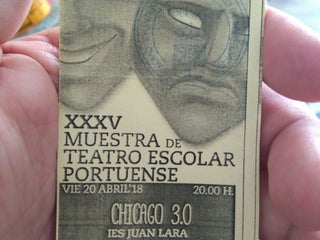 XXXV
MUESTRA DE
TEATRO ESCOLAR
PORTUENSE
VIE 20 ABRIL'18 20.00 H.
CHICAGO 3.0
IES JUAN LARA